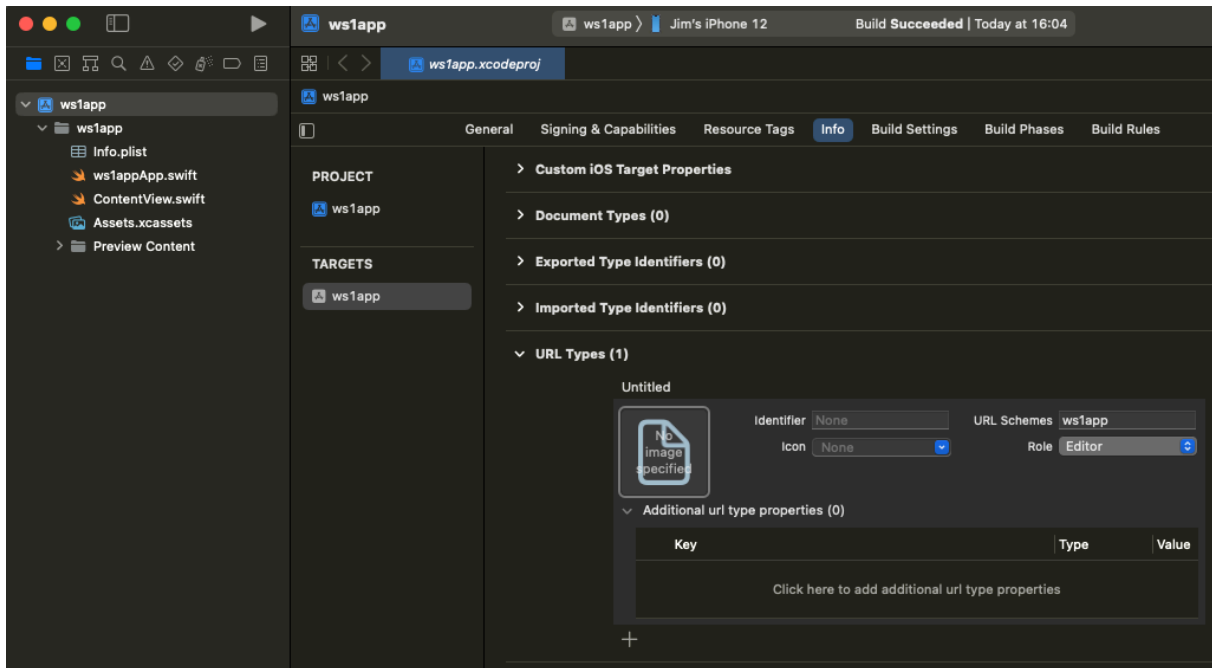 ws1app
ws1app 〉 Jim's iPhone 12
Build Succeeded | Today at 16:04
ws1app.xcodeproj
ws1app
ws1app
ws1app
Info.plist
ws1appApp.swift
ContentView.swift
Assets.xcassets
Preview Content
General Signing & Capabilities Resource Tags Info Build Settings Build Phases Build Rules
PROJECT
ws1app
TARGETS
ws1app
Custom iOS Target Properties
Document Types (0)
Exported Type Identifiers (0)
Imported Type Identifiers (0)
URL Types (1)
Untitled
No
image
specified
Identifier None
URL Schemes ws1app
Icon None
Role Editor
Additional url type properties (0)
Key Type Value
Click here to add additional url type properties